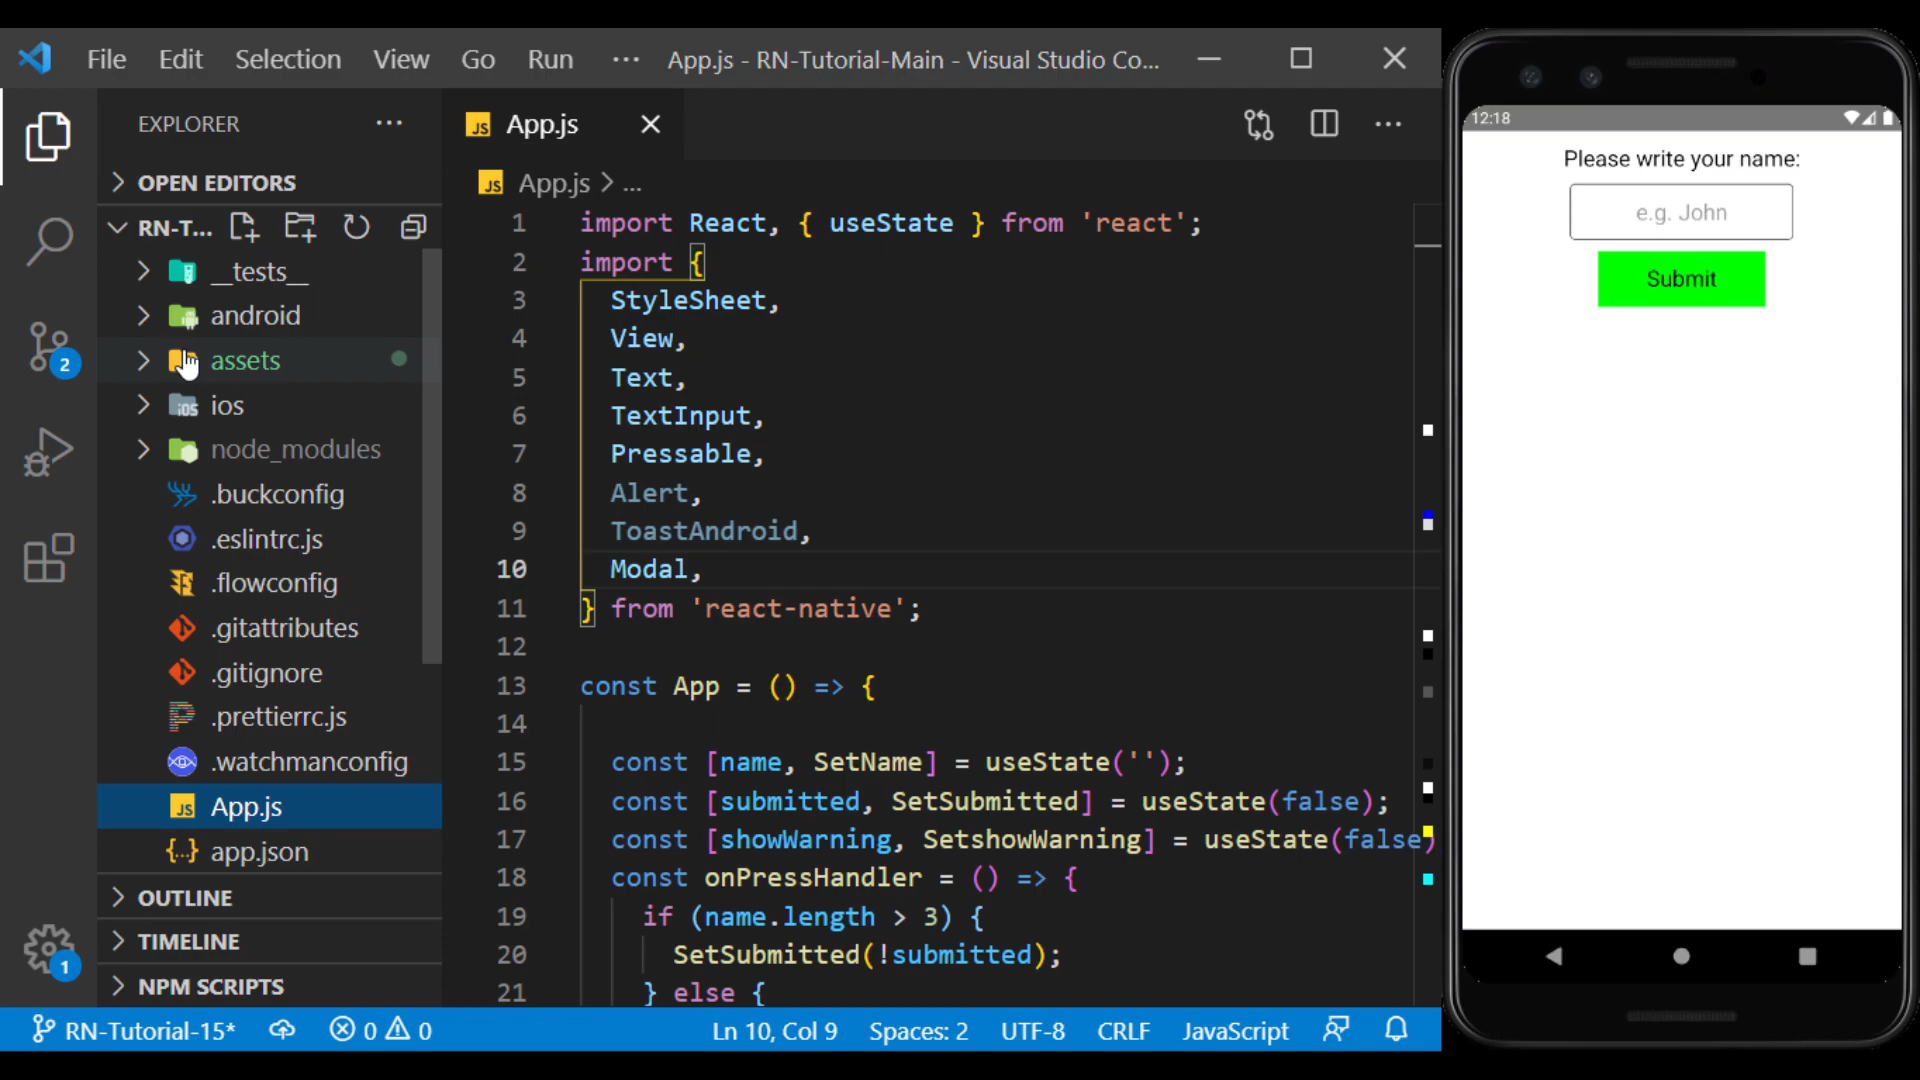 File Edit Selection View Go Run ··· App.js - RN-Tutorial-Main - Visual Studio Co...
EXPLORER ···
OPEN EDITORS
RN-T...
__tests__
android
assets
ios
node_modules
.buckconfig
.eslintrc.js
.flowconfig
.gitattributes
.gitignore
.prettierrc.js
.watchmanconfig
JS App.js
{..} app.json
OUTLINE
TIMELINE
NPM SCRIPTS
2
1
JS App.js
JS App.js > ...
1 import React, { useState } from 'react';
2 import {
3 StyleSheet,
4 View,
5 Text,
6 TextInput,
7 Pressable,
8 Alert,
9 ToastAndroid,
10 Modal,
11 } from 'react-native';
12
13 const App = () => {
14
15 const [name, SetName] = useState('');
16 const [submitted, SetSubmitted] = useState(false);
17 const [showWarning, SetshowWarning] = useState(false)
18 const onPressHandler = () => {
19 if (name.length > 3) {
20 SetSubmitted(!submitted);
21 } else {
RN-Tutorial-15* 0 0 Ln 10, Col 9 Spaces: 2 UTF-8 CRLF JavaScript
12:18
Please write your name:
e.g. John
Submit